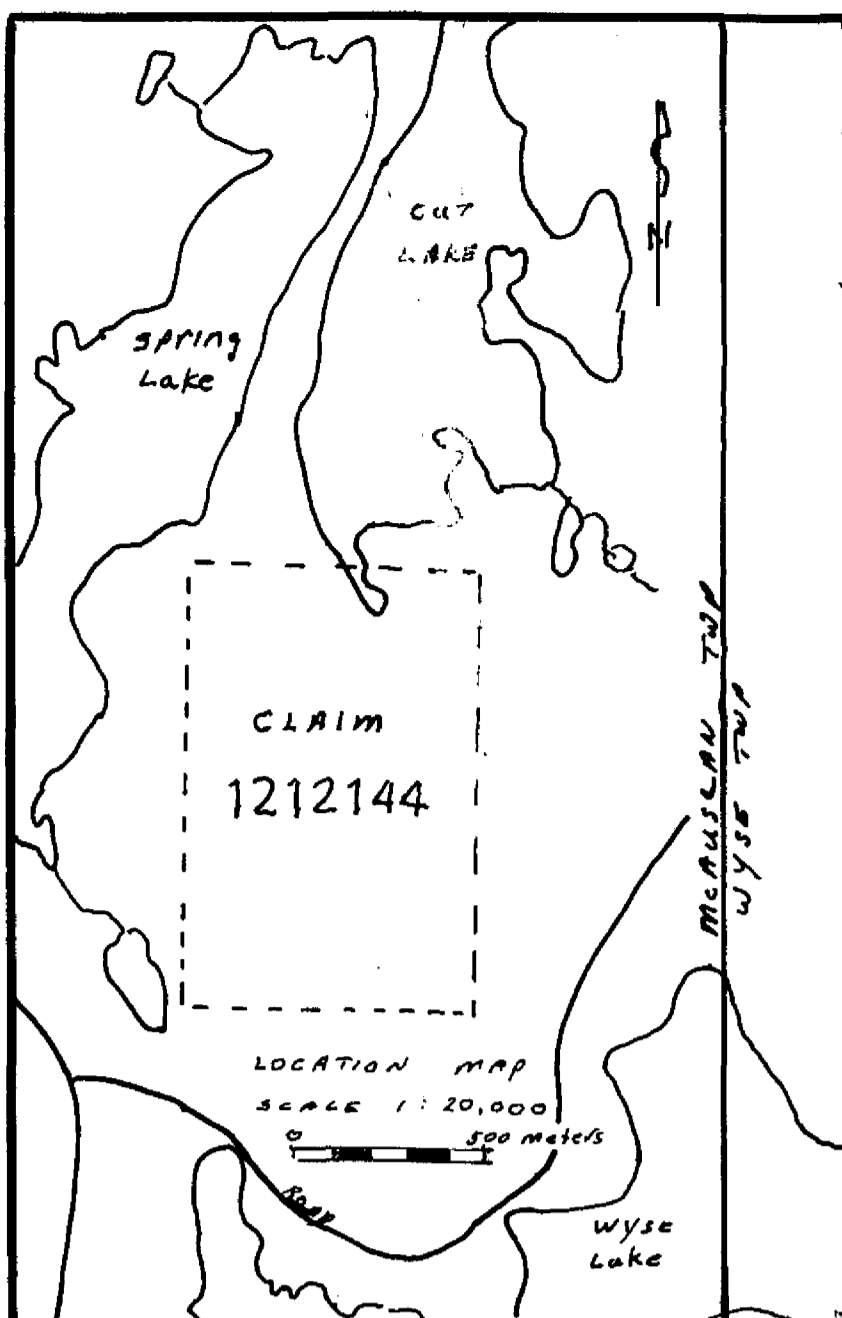 CUT
LAKE
N
spring
Lake
CLAIM
1212144
McAUSLAN TWP
WYSE TWP
LOCATION MAP
SCALE 1:20,000
0 500 meters
ROAD
Wyse
Lake